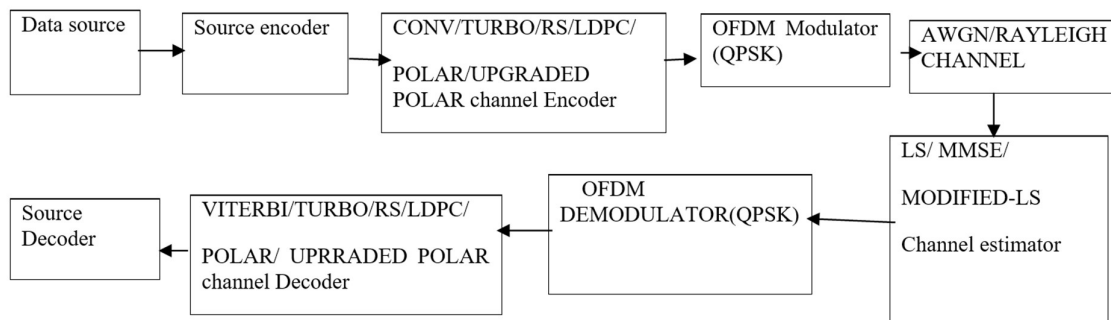 Data source
Source encoder
CONV/TURBO/RS/LDPC/
POLAR/UPGRADED
POLAR channel Encoder
OFDM Modulator
(QPSK)
AWGN/RAYLEIGH
CHANNEL
LS/ MMSE/
MODIFIED-LS
Channel estimator
OFDM
DEMODULATOR(QPSK)
VITERBI/TURBO/RS/LDPC/
POLAR/ UPRRADED POLAR
channel Decoder
Source
Decoder